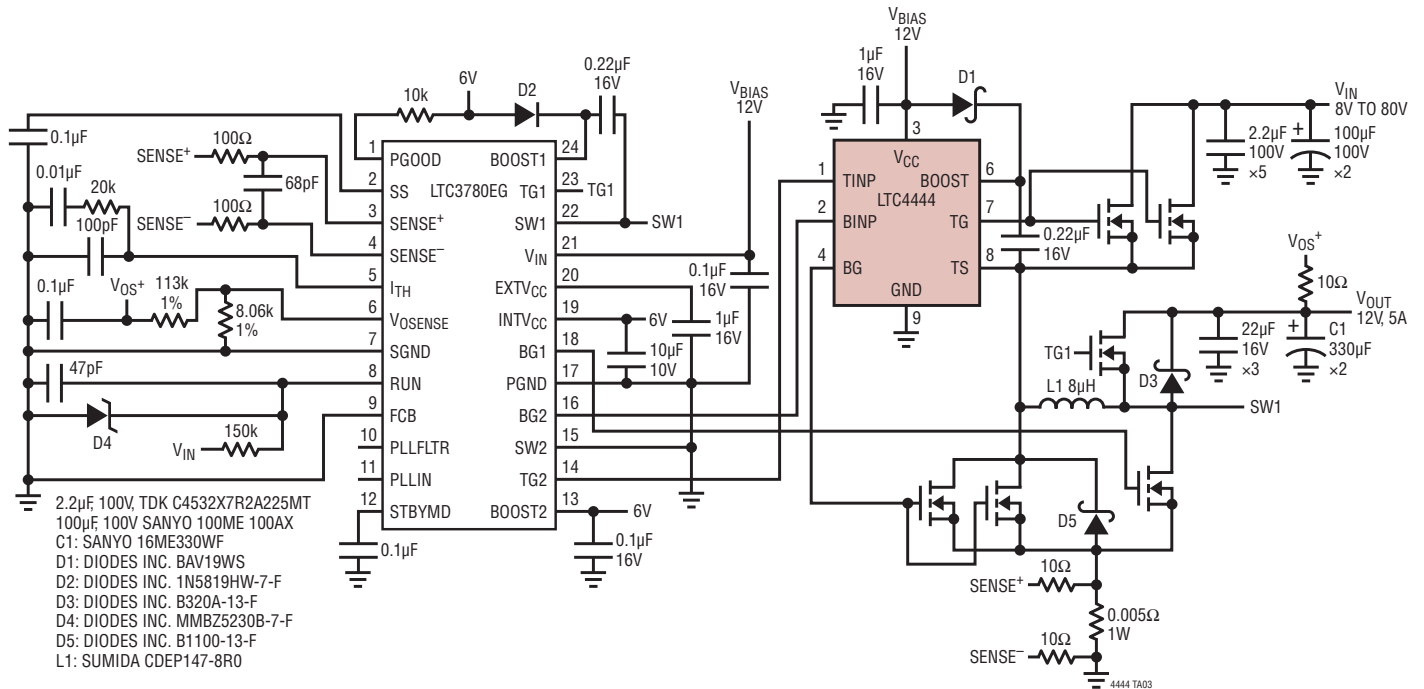 VBIAS
12V
1µF
16V
D1
VIN
8V TO 80V
2.2µF
100V
×5
+
100µF
100V
×2
3
VCC
LTC4444
1
TINP
2
BINP
4
BG
6
BOOST
7
TG
8
TS
GND
9
0.22µF
16V
6V
10k
D2
0.22µF
16V
VBIAS
12V
0.1µF
SENSE+
100Ω
68pF
SENSE−
100Ω
0.01µF
20k
100pF
0.1µF
VOS+
113k
1%
8.06k
1%
47pF
D4
VIN
150k
LTC3780EG
1
PGOOD
2
SS
3
SENSE+
4
SENSE−
5
ITH
6
VOSENSE
7
SGND
8
RUN
9
FCB
10
PLLFLTR
11
PLLIN
12
STBYMD
24
BOOST1
23
TG1
TG1
22
SW1
SW1
21
VIN
20
EXTVCC
19
INTVCC
6V
18
BG1
17
PGND
16
BG2
15
SW2
14
TG2
13
BOOST2
6V
0.1µF
16V
1µF
16V
10µF
10V
0.1µF
0.1µF
16V
VOS+
10Ω
VOUT
12V, 5A
22µF
16V
×3
+
C1
330µF
×2
TG1
D3
L1 8µH
SW1
D5
SENSE+
10Ω
0.005Ω
1W
SENSE−
10Ω
2.2µF, 100V, TDK C4532X7R2A225MT
100µF, 100V SANYO 100ME 100AX
C1: SANYO 16ME330WF
D1: DIODES INC. BAV19WS
D2: DIODES INC. 1N5819HW-7-F
D3: DIODES INC. B320A-13-F
D4: DIODES INC. MMBZ5230B-7-F
D5: DIODES INC. B1100-13-F
L1: SUMIDA CDEP147-8R0
4444 TA03